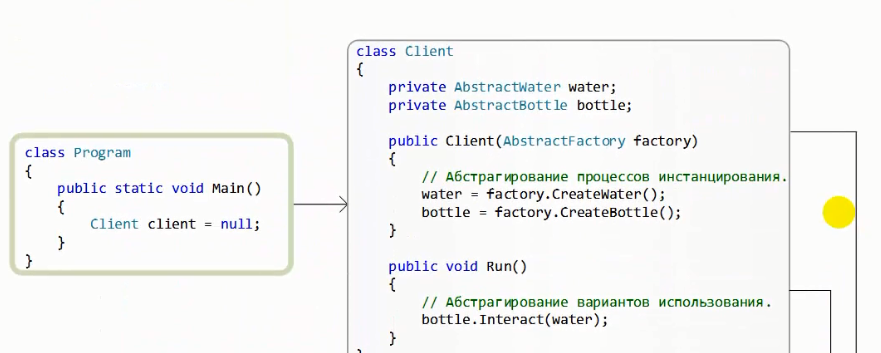 class Program
{
    public static void Main()
    {
        Client client = null;
    }
}
class Client
{
    private AbstractWater water;
    private AbstractBottle bottle;
    public Client(AbstractFactory factory)
    {
        // Абстрагирование процессов инстанцирования.
        water = factory.CreateWater();
        bottle = factory.CreateBottle();
    }
    public void Run()
    {
        // Абстрагирование вариантов использования.
        bottle.Interact(water);
    }
}